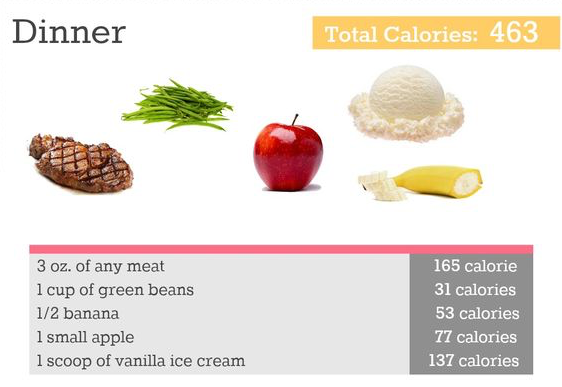 Dinner
Total Calories: 463
3 oz. of any meat 165 calorie
1 cup of green beans 31 calories
1/2 banana 53 calories
1 small apple 77 calories
1 scoop of vanilla ice cream 137 calories